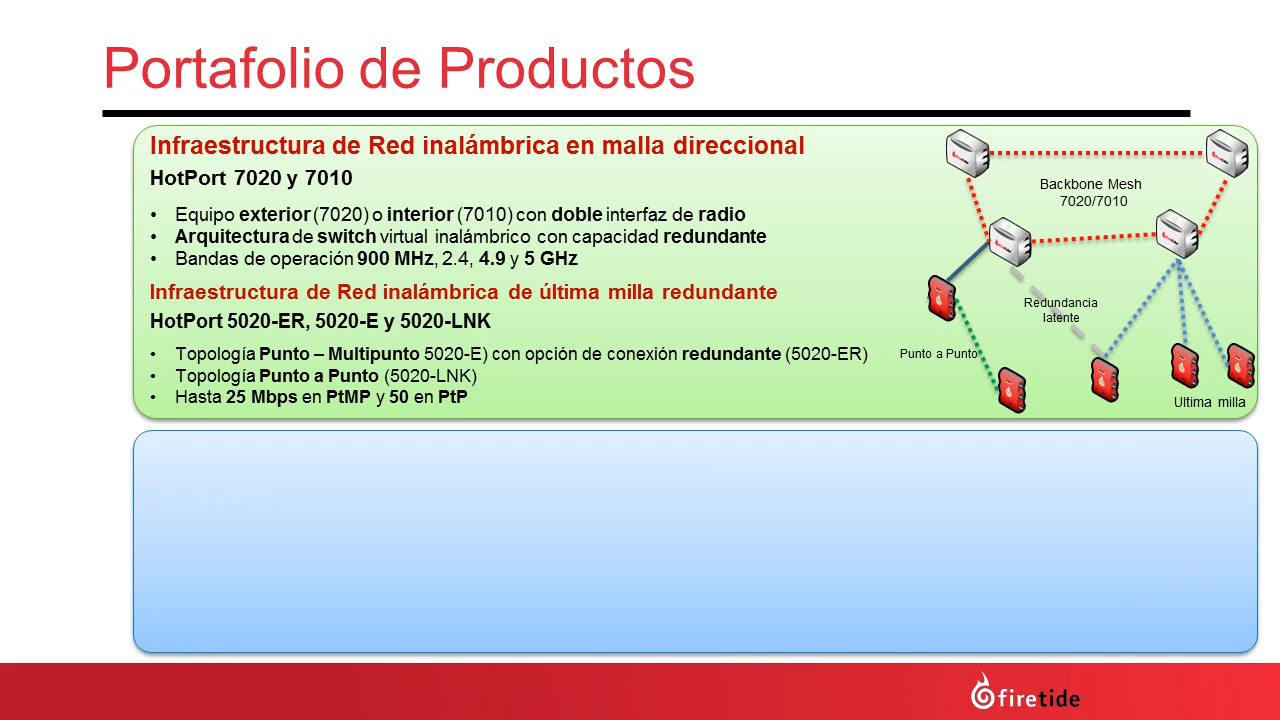 Portafolio de Productos
Infraestructura de Red inalámbrica en malla direccional
HotPort 7020 y 7010
• Equipo exterior (7020) o interior (7010) con doble interfaz de radio
• Arquitectura de switch virtual inalámbrico con capacidad redundante
• Bandas de operación 900 MHz, 2.4, 4.9 y 5 GHz
Infraestructura de Red inalámbrica de última milla redundante
HotPort 5020-ER, 5020-E y 5020-LNK
• Topología Punto – Multipunto 5020-E) con opción de conexión redundante (5020-ER)
• Topología Punto a Punto (5020-LNK)
• Hasta 25 Mbps en PtMP y 50 en PtP
Backbone Mesh
7020/7010
Redundancia
latente
Punto a Punto
Ultima milla
firetide